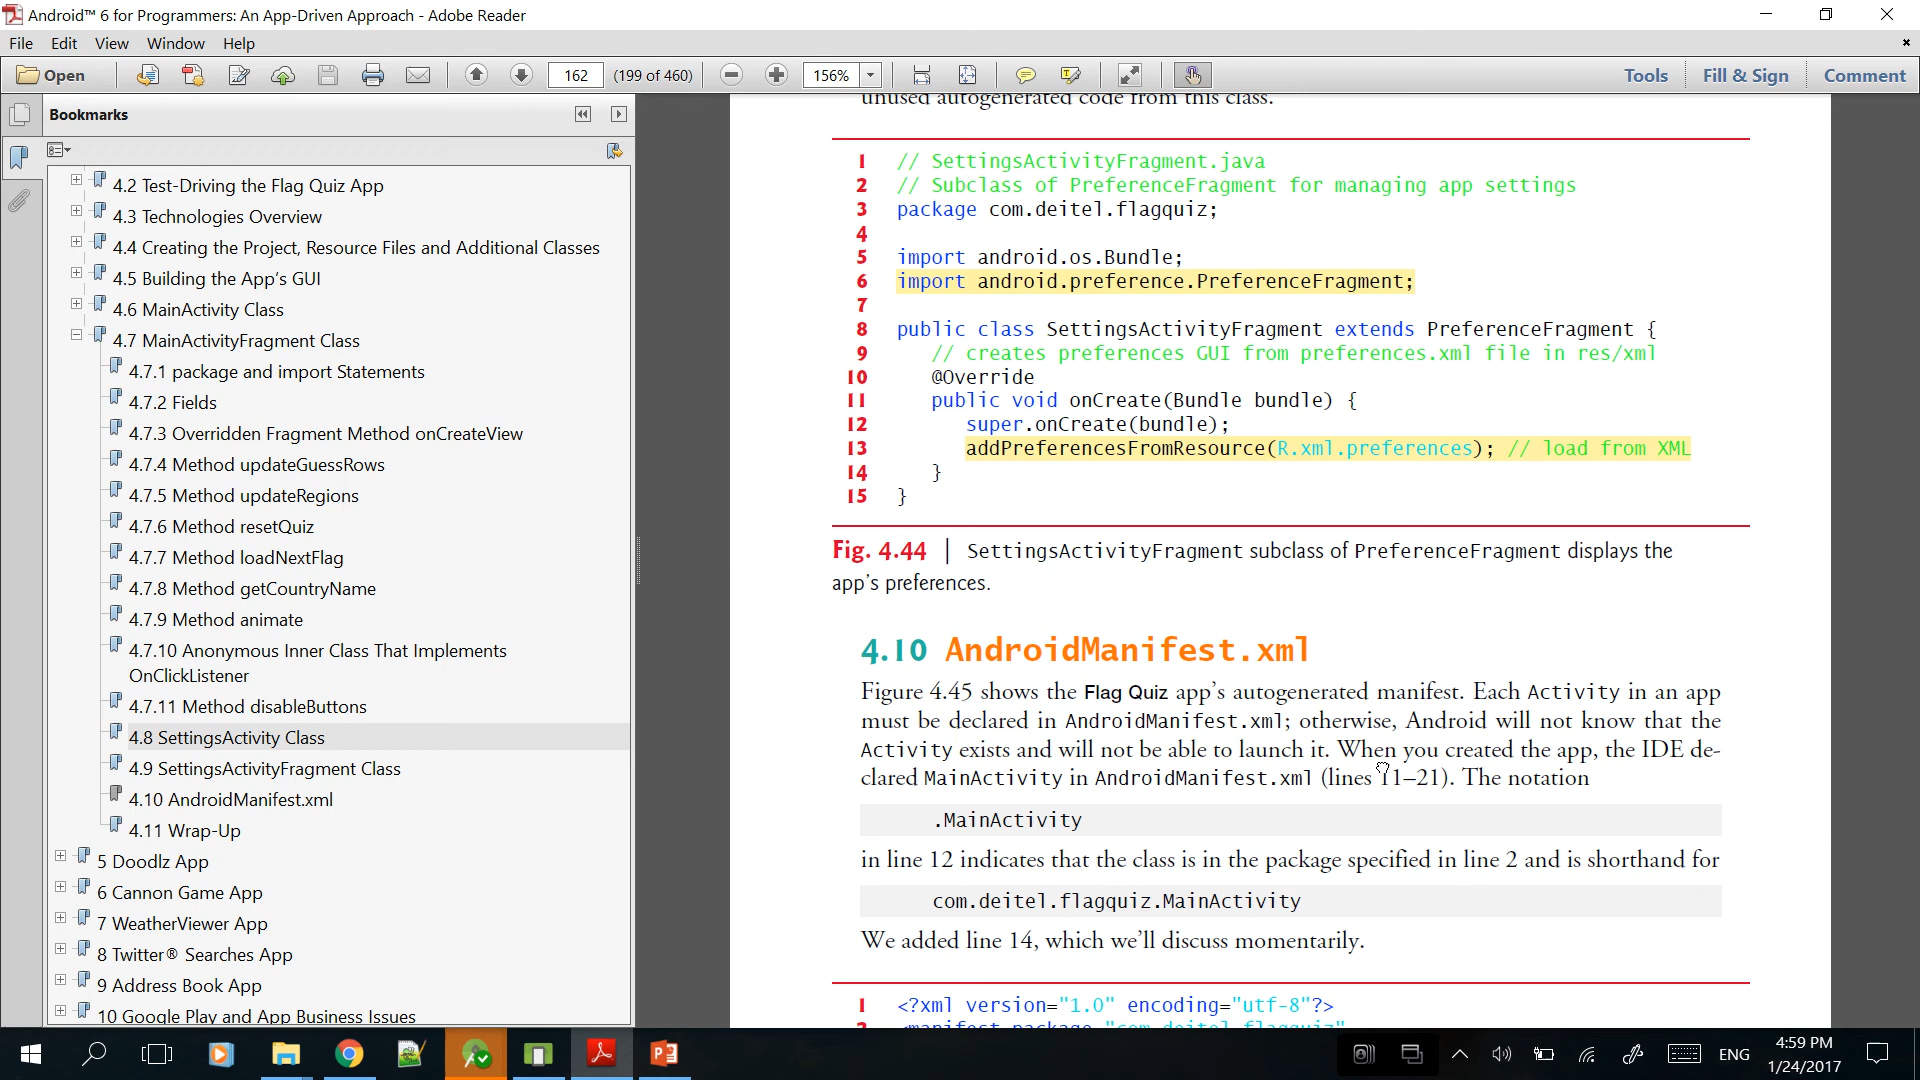 Android™ 6 for Programmers: An App-Driven Approach - Adobe Reader
File Edit View Window Help
Open 162 (199 of 460) 156% Tools Fill & Sign Comment
Bookmarks
4.2 Test-Driving the Flag Quiz App
4.3 Technologies Overview
4.4 Creating the Project, Resource Files and Additional Classes
4.5 Building the App's GUI
4.6 MainActivity Class
4.7 MainActivityFragment Class
4.7.1 package and import Statements
4.7.2 Fields
4.7.3 Overridden Fragment Method onCreateView
4.7.4 Method updateGuessRows
4.7.5 Method updateRegions
4.7.6 Method resetQuiz
4.7.7 Method loadNextFlag
4.7.8 Method getCountryName
4.7.9 Method animate
4.7.10 Anonymous Inner Class That Implements
OnClickListener
4.7.11 Method disableButtons
4.8 SettingsActivity Class
4.9 SettingsActivityFragment Class
4.10 AndroidManifest.xml
4.11 Wrap-Up
5 Doodlz App
6 Cannon Game App
7 WeatherViewer App
8 Twitter® Searches App
9 Address Book App
10 Google Play and App Business Issues
unused autogenerated code from this class.
1 // SettingsActivityFragment.java
2 // Subclass of PreferenceFragment for managing app settings
3 package com.deitel.flagquiz;
4
5 import android.os.Bundle;
6 import android.preference.PreferenceFragment;
7
8 public class SettingsActivityFragment extends PreferenceFragment {
9 // creates preferences GUI from preferences.xml file in res/xml
10 @Override
11 public void onCreate(Bundle bundle) {
12 super.onCreate(bundle);
13 addPreferencesFromResource(R.xml.preferences); // load from XML
14 }
15 }
Fig. 4.44 | SettingsActivityFragment subclass of PreferenceFragment displays the
app's preferences.
4.10 AndroidManifest.xml
Figure 4.45 shows the Flag Quiz app's autogenerated manifest. Each Activity in an app
must be declared in AndroidManifest.xml; otherwise, Android will not know that the
Activity exists and will not be able to launch it. When you created the app, the IDE de-
clared MainActivity in AndroidManifest.xml (lines 11–21). The notation
.MainActivity
in line 12 indicates that the class is in the package specified in line 2 and is shorthand for
com.deitel.flagquiz.MainActivity
We added line 14, which we'll discuss momentarily.
1 <?xml version="1.0" encoding="utf-8"?>
2 <manifest package="com.deitel.flagquiz"
ENG
4:59 PM
1/24/2017